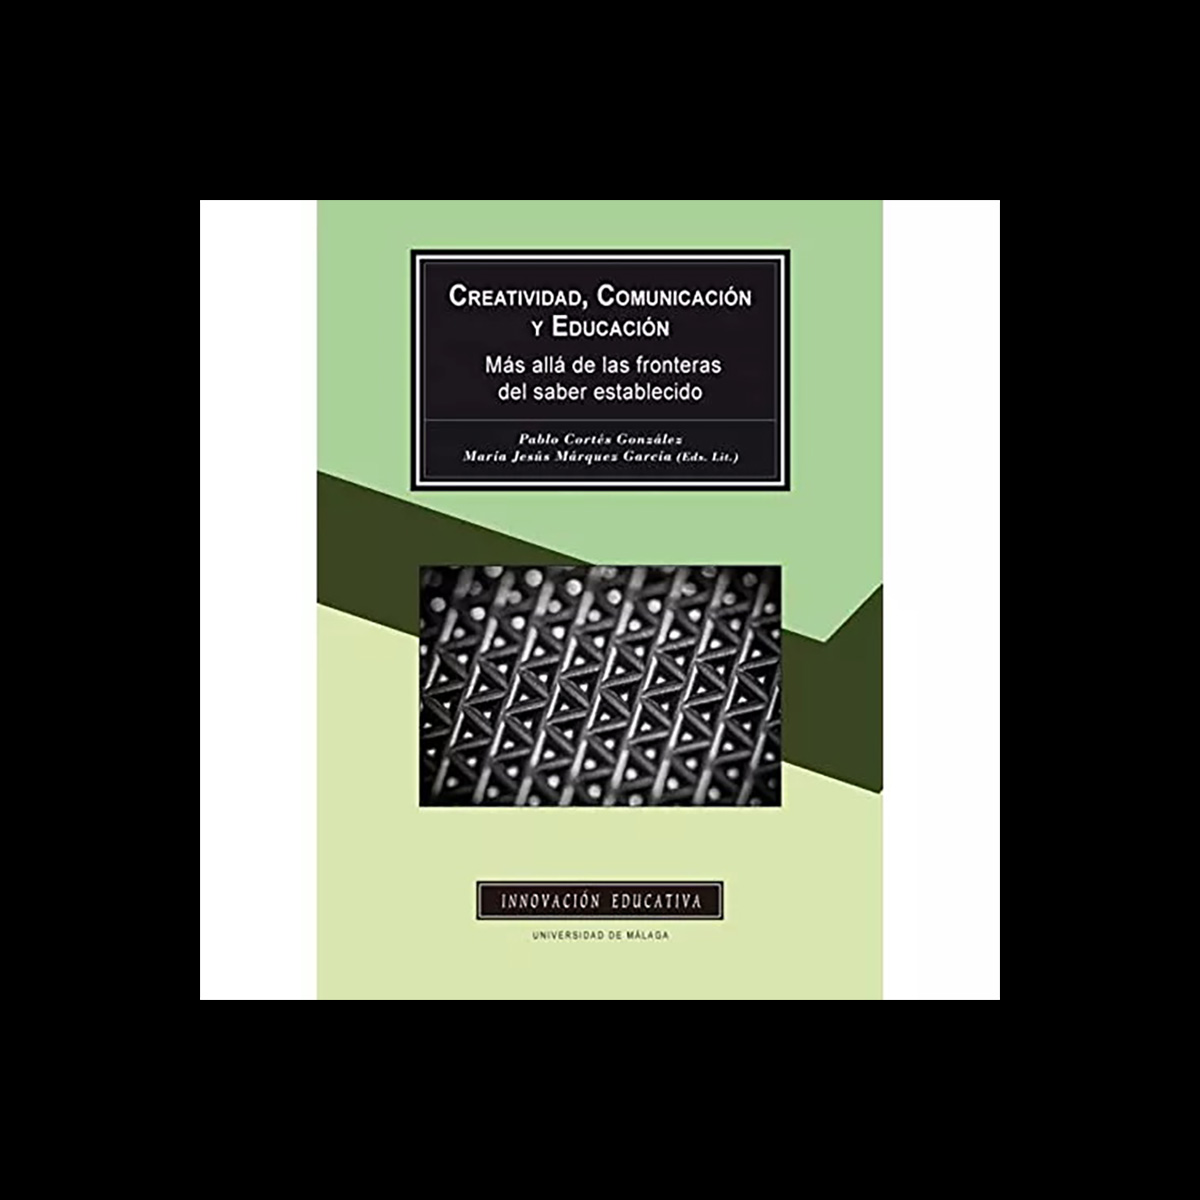 CREATIVIDAD, COMUNICACIÓN
Y EDUCACIÓN
Más allá de las fronteras
del saber establecido
Pablo Cortés González
María Jesús Márquez García (Eds. Lit.)
INNOVACIÓN EDUCATIVA
UNIVERSIDAD DE MÁLAGA